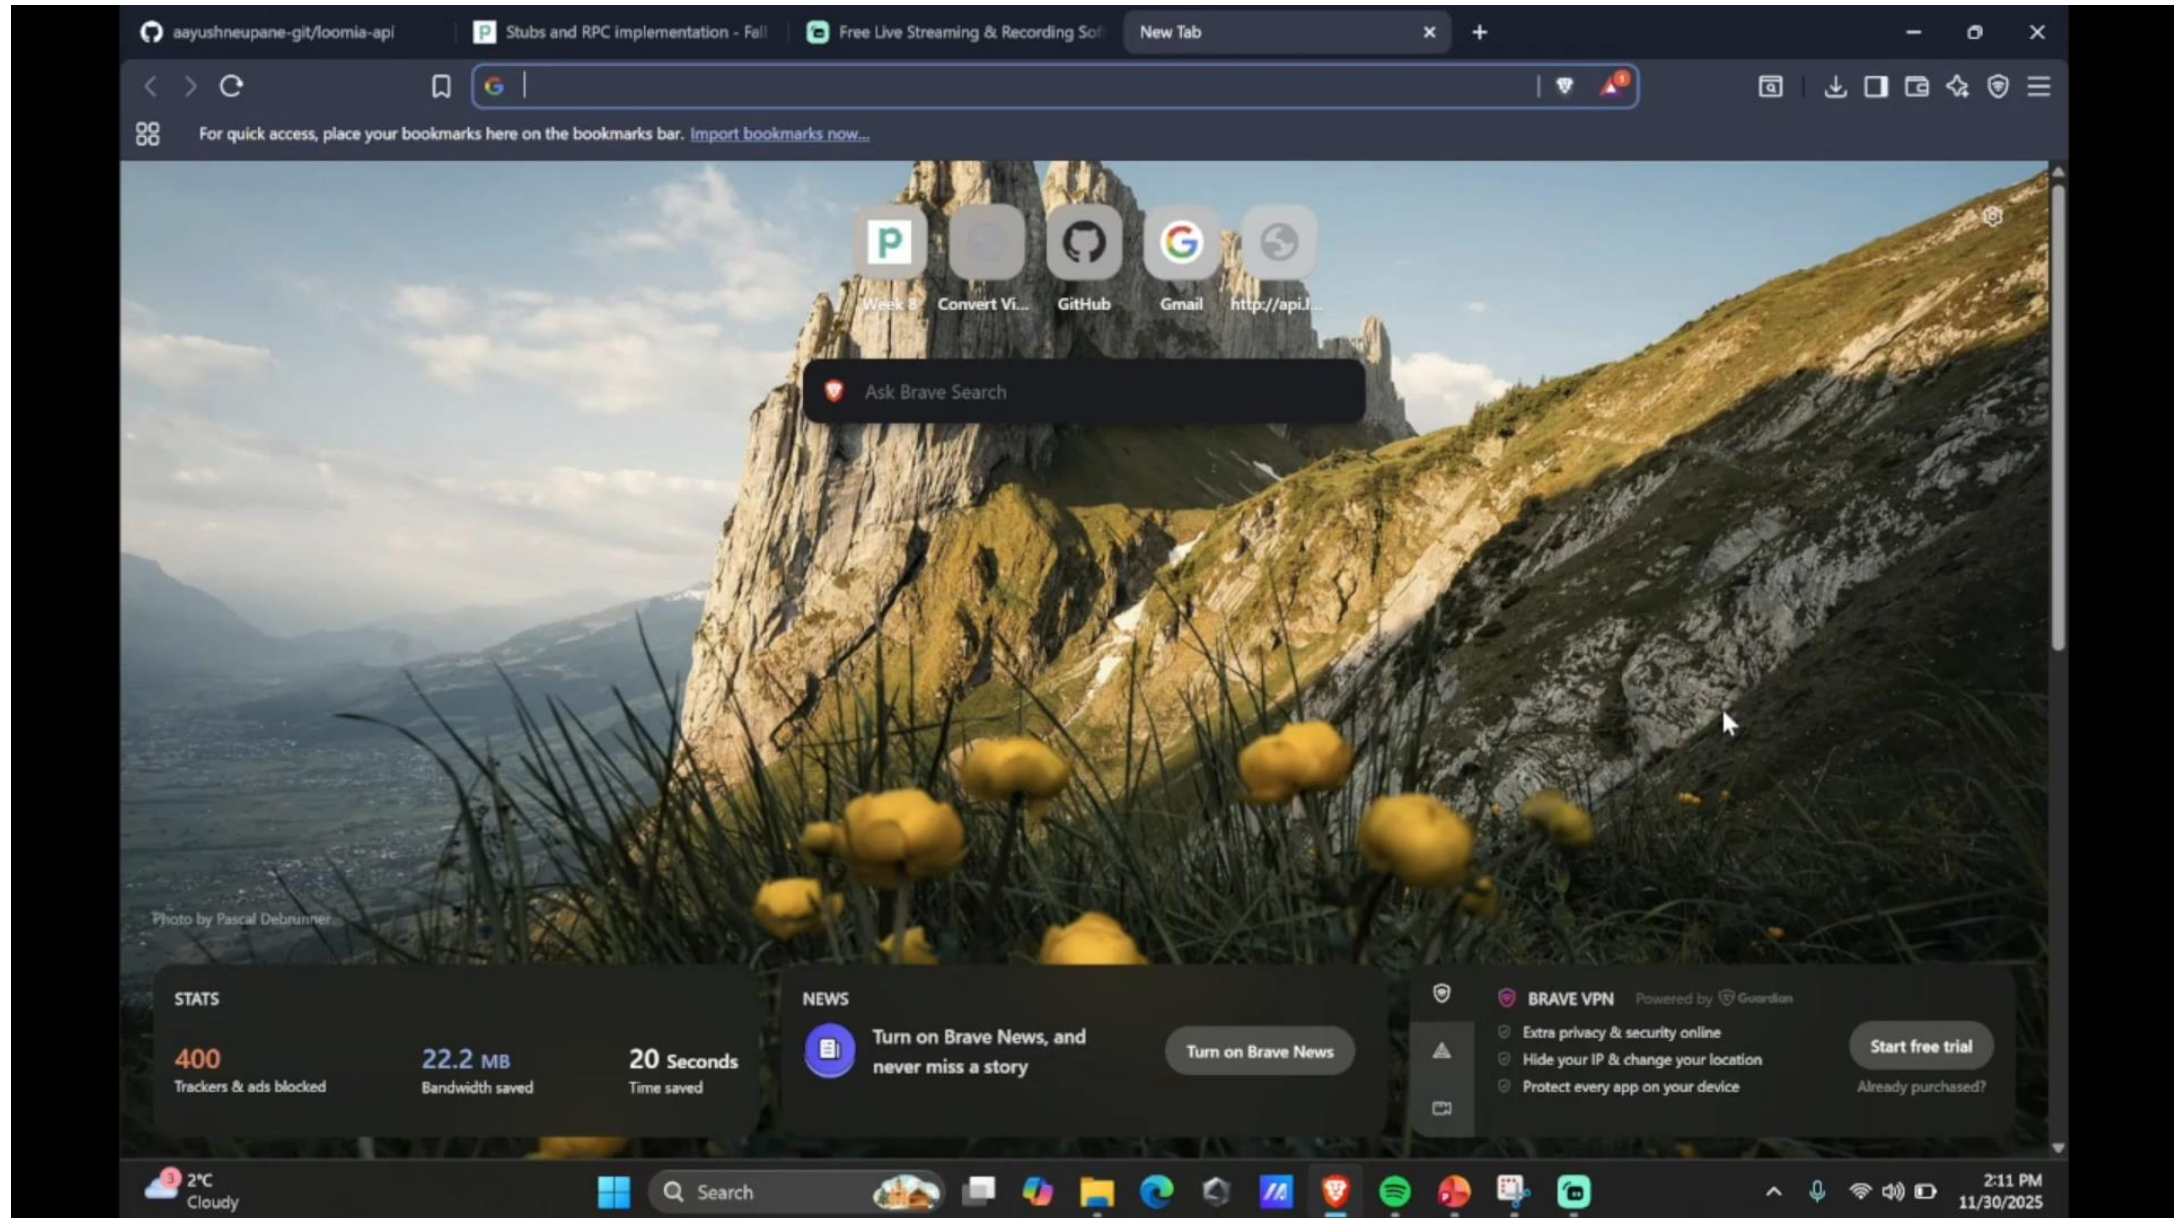 aayushneupane-git/loomia-api
Stubs and RPC implementation - Fall
Free Live Streaming & Recording Sof
New Tab
For quick access, place your bookmarks here on the bookmarks bar. Import bookmarks now...
Week 8
Convert Vi...
GitHub
Gmail
http://api.l...
Ask Brave Search
Photo by Pascal Debrunner
STATS
400
Trackers & ads blocked
22.2 MB
Bandwidth saved
20 Seconds
Time saved
NEWS
Turn on Brave News, and
never miss a story
Turn on Brave News
BRAVE VPN Powered by Guardian
Extra privacy & security online
Hide your IP & change your location
Protect every app on your device
Start free trial
Already purchased?
3
2°C
Cloudy
Search
2:11 PM
11/30/2025